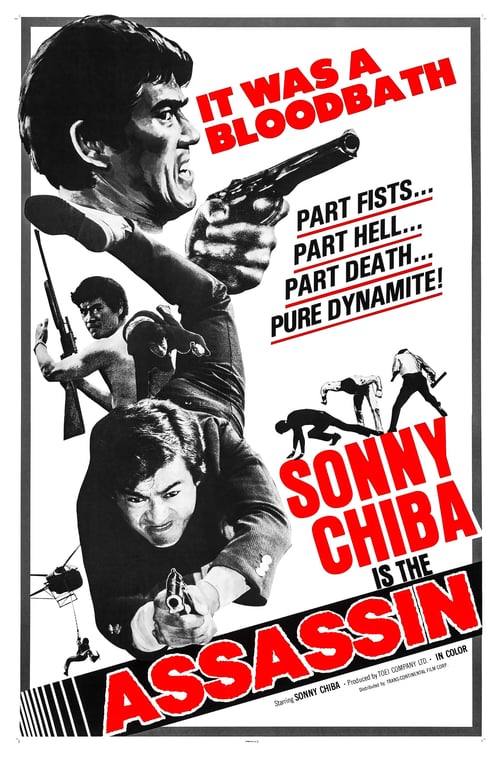 IT WAS A
BLOODBATH
PART FISTS...
PART HELL...
PART DEATH...
PURE DYNAMITE!
SONNY
CHIBA
IS THE
ASSASSIN
Starring SONNY CHIBA • Produced by TOEI COMPANY LTD. • IN COLOR
Distributed by TRANS-CONTINENTAL FILM CORP.